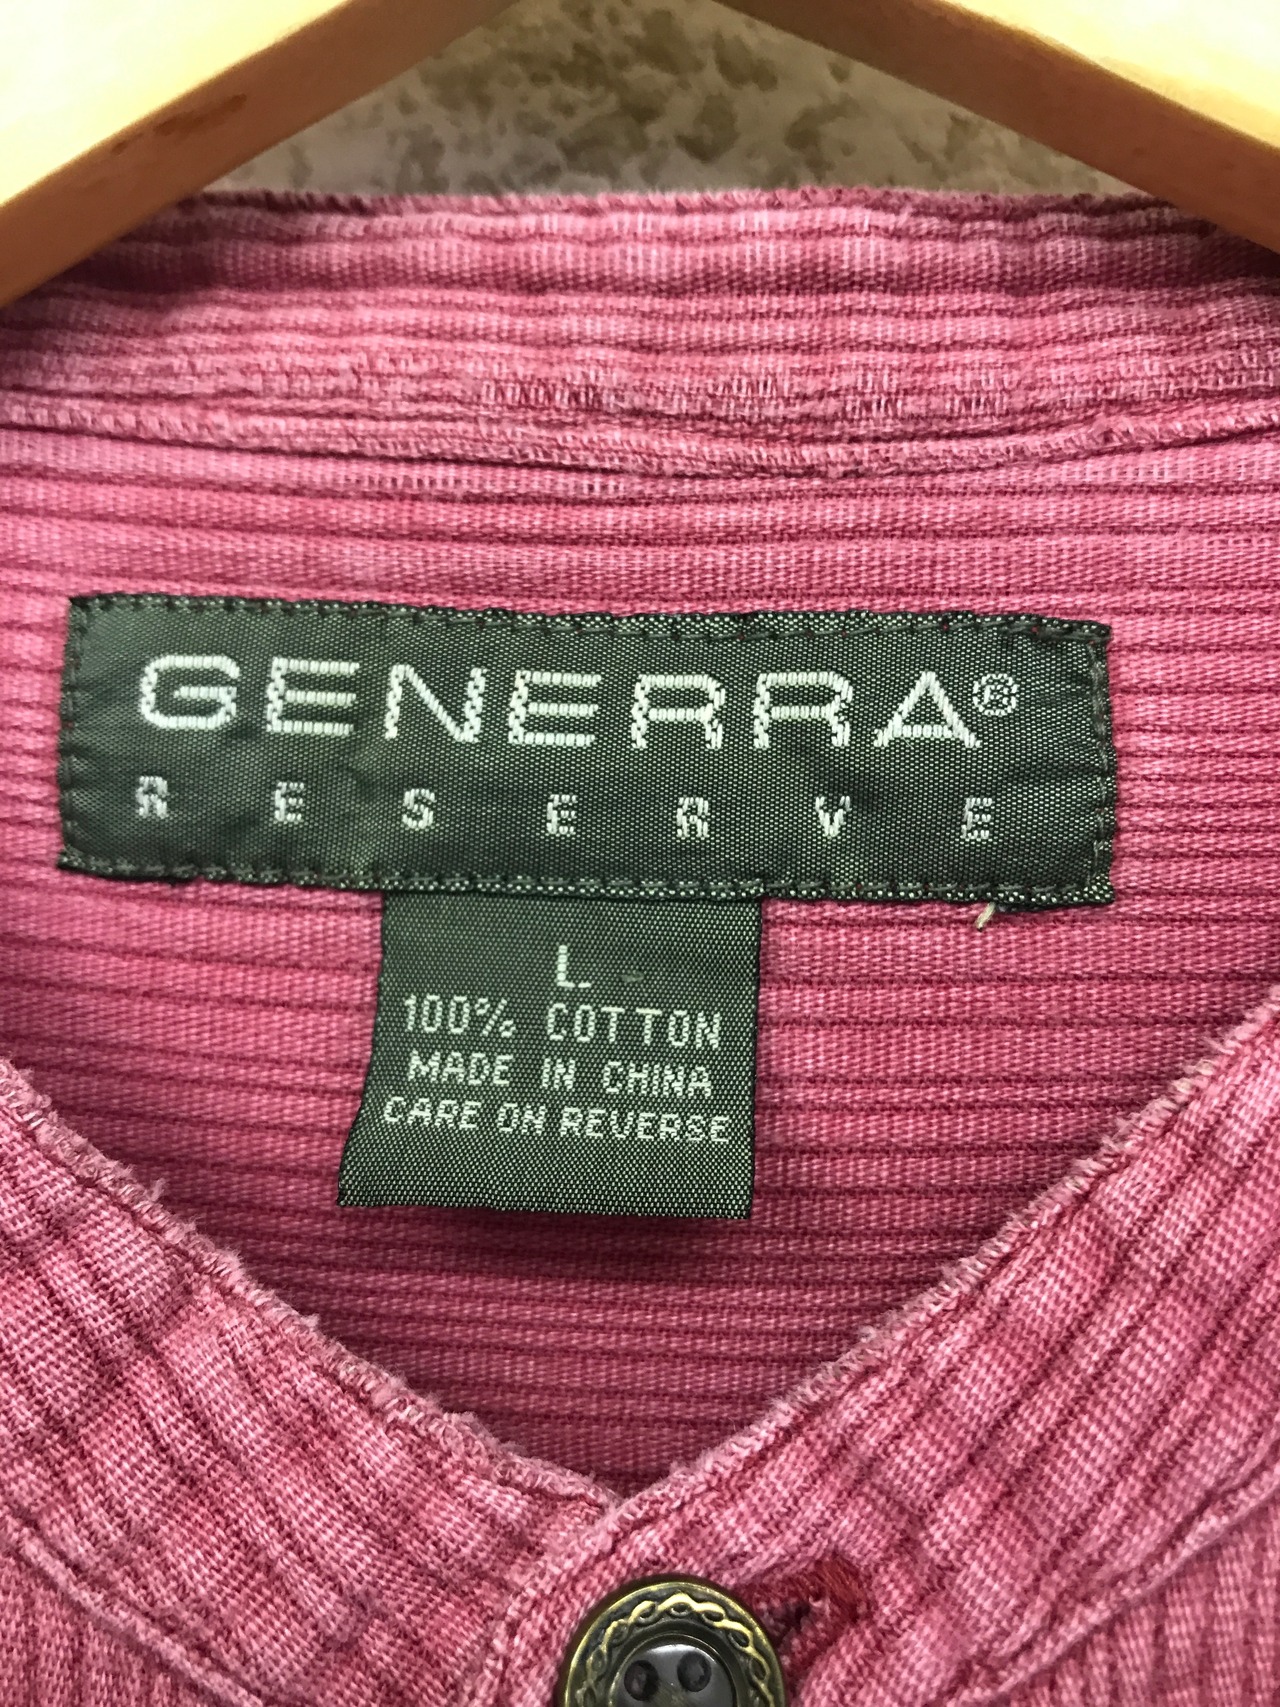 GENERRA®
RESERVE
L.
100% COTTON
MADE IN CHINA
CARE ON REVERSE